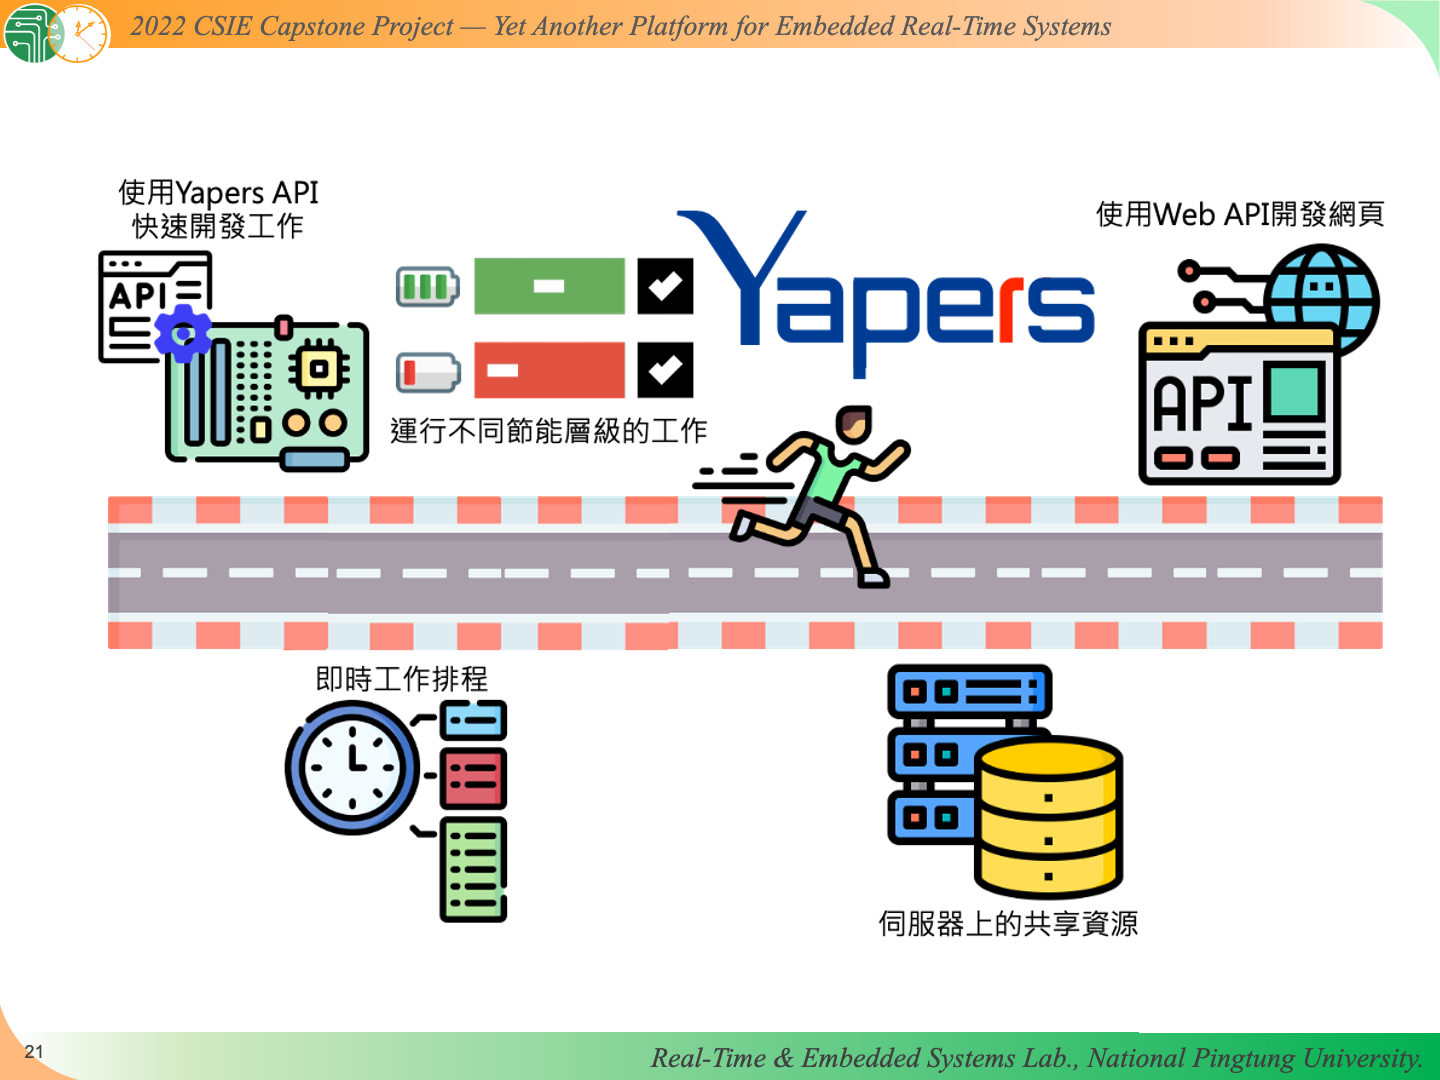 2022 CSIE Capstone Project — Yet Another Platform for Embedded Real-Time Systems
使用Yapers API
快速開發工作
API
運行不同節能層級的工作
Yapers
使用Web API開發網頁
API
即時工作排程
伺服器上的共享資源
21
Real-Time & Embedded Systems Lab., National Pingtung University.